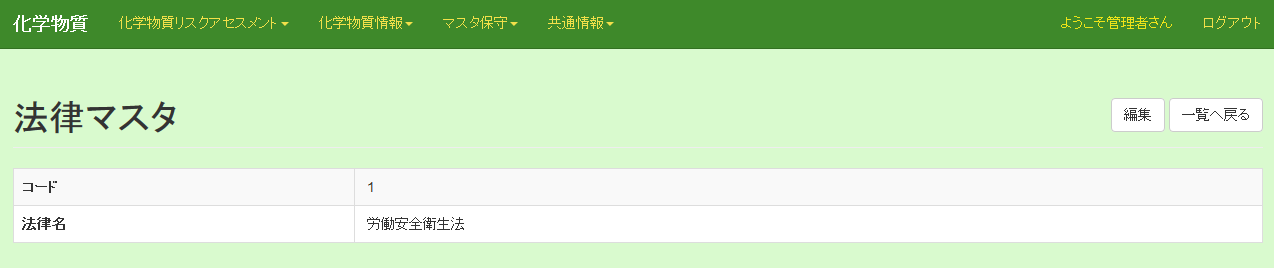 化学物質 化学物質リスクアセスメント 化学物質情報 マスタ保守 共通情報 ようこそ管理者さん ログアウト
法律マスタ 編集 一覧へ戻る
コード 1
法律名 労働安全衛生法